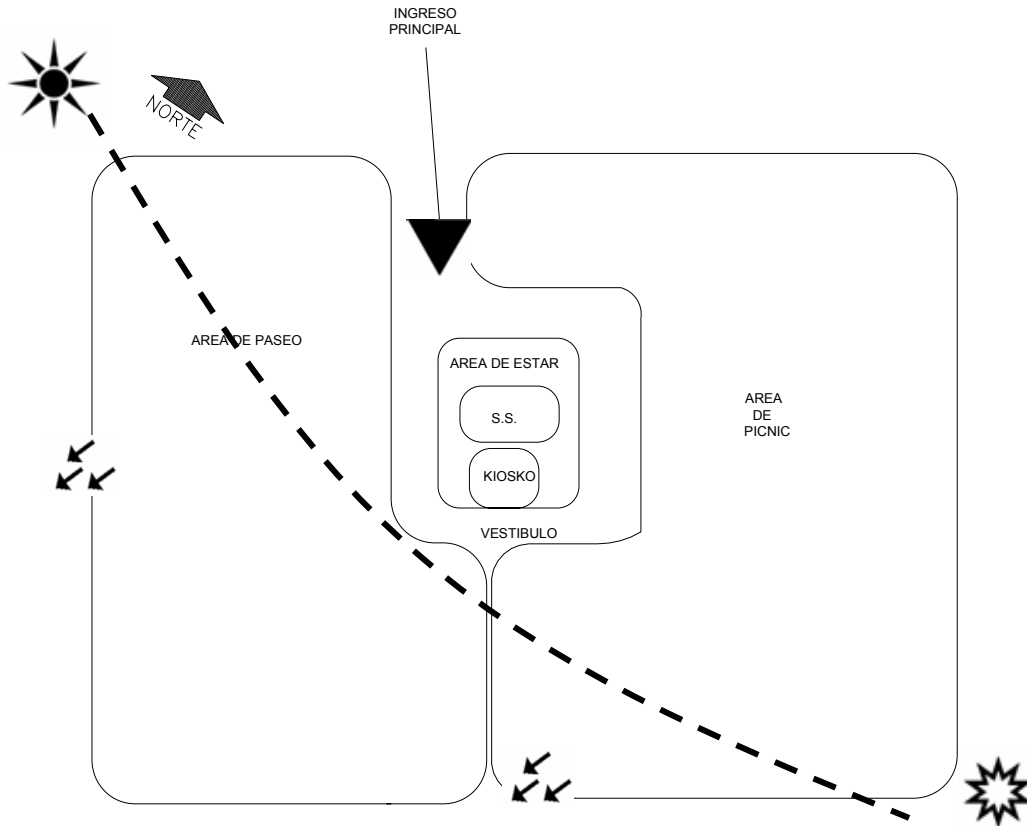 INGRESO
PRINCIPAL
NORTE
AREA DE PASEO
AREA DE ESTAR
S.S.
KIOSKO
VESTIBULO
AREA
DE
PICNIC